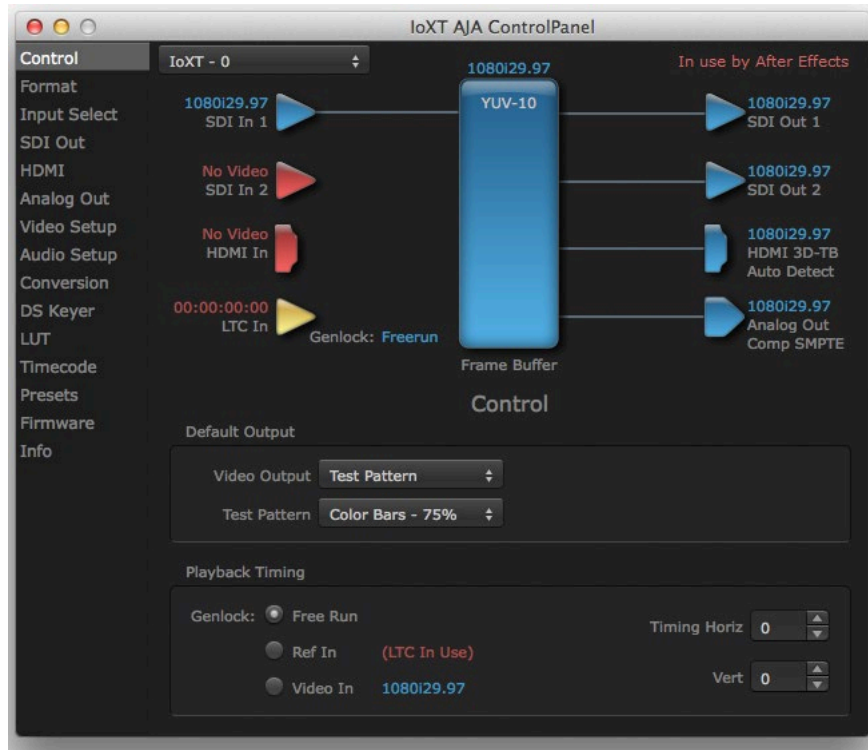 IoXT AJA ControlPanel
Control
Format
Input Select
SDI Out
HDMI
Analog Out
Video Setup
Audio Setup
Conversion
DS Keyer
LUT
Timecode
Presets
Firmware
Info
IoXT - 0
1080i29.97
In use by After Effects
1080i29.97
SDI In 1
No Video
SDI In 2
No Video
HDMI In
00:00:00:00
LTC In
Genlock: Freerun
YUV-10
Frame Buffer
1080i29.97
SDI Out 1
1080i29.97
SDI Out 2
1080i29.97
HDMI 3D-TB
Auto Detect
1080i29.97
Analog Out
Comp SMPTE
Control
Default Output
Video Output Test Pattern
Test Pattern Color Bars - 75%
Playback Timing
Genlock: Free Run
Ref In (LTC In Use)
Video In 1080i29.97
Timing Horiz 0
Vert 0